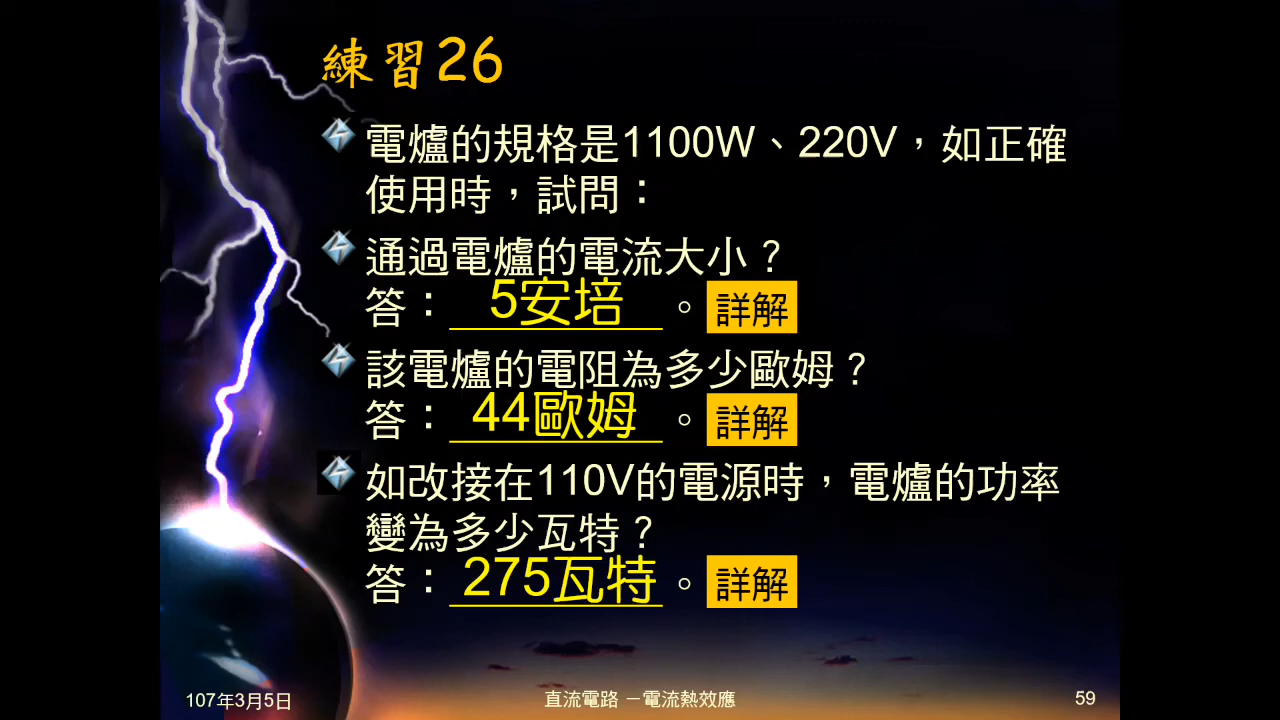 練習26
電爐的規格是1100W、220V，如正確
使用時，試問：
通過電爐的電流大小？
答：5安培。詳解
該電爐的電阻為多少歐姆？
答：44歐姆。詳解
如改接在110V的電源時，電爐的功率
變為多少瓦特？
答：275瓦特。詳解
107年3月5日
直流電路 －電流熱效應
59